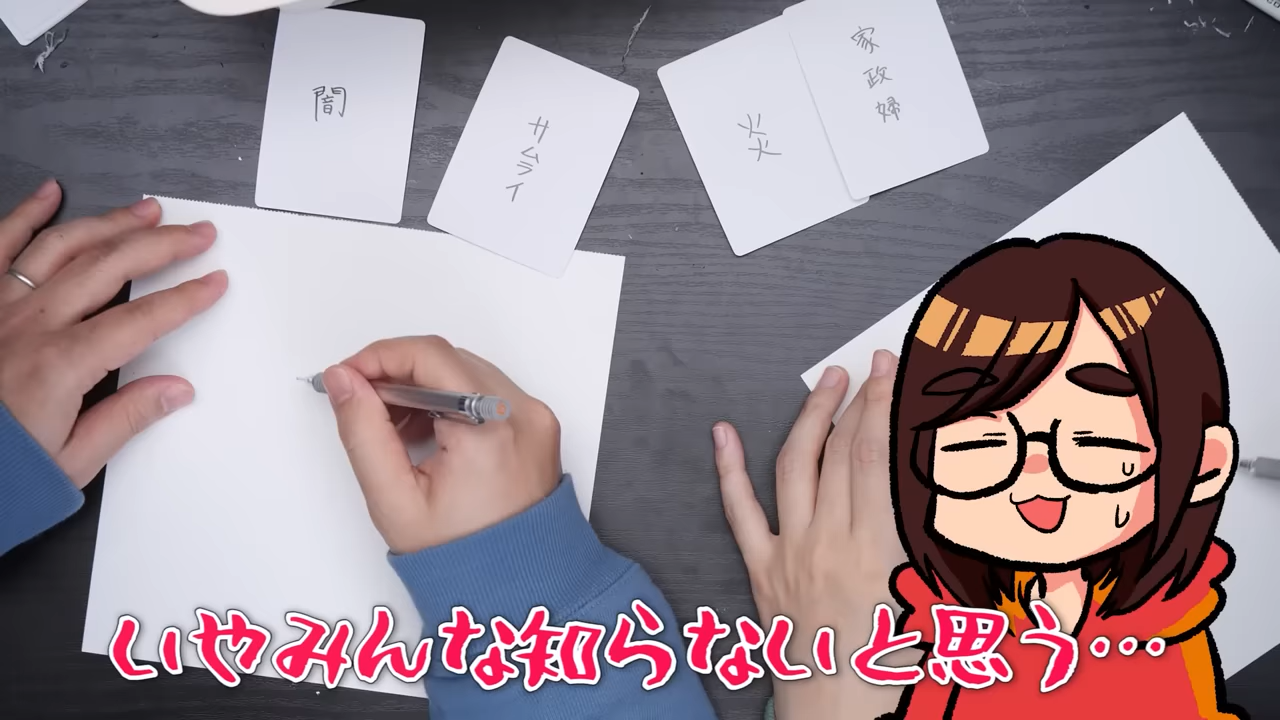 闇
サムライ
炎
家政婦
いやみんな知らないと思う…